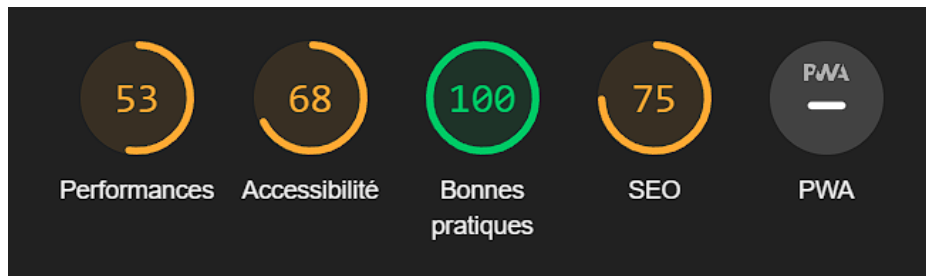 53
68
100
75
PWA
Performances
Accessibilité
Bonnes
pratiques
SEO
PWA